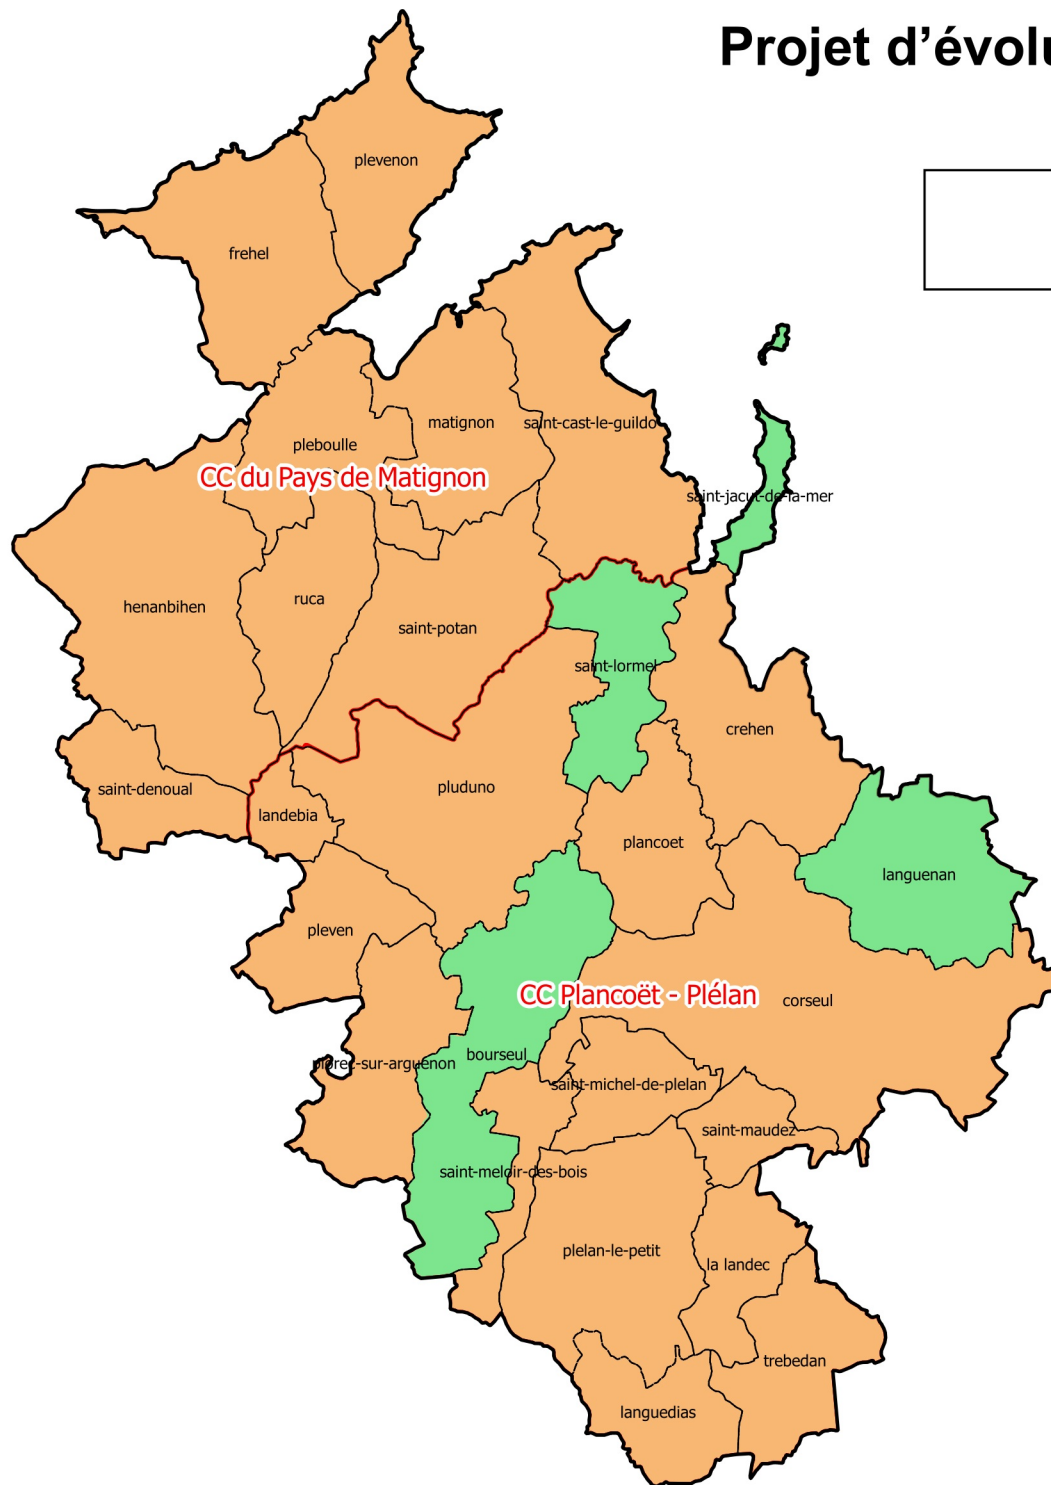 Projet d'évolu
plevenon
frehel
matignon
saint-cast-le-guildo
pleboulle
CC du Pays de Matignon
saint-jacut-de-la-mer
ruca
henanbihen
saint-potan
saint-lormel
crehen
saint-denoual
pluduno
landebia
plancoet
languenan
pleven
CC Plancoët - Plélan
corseul
bourseul
plorec-sur-arguenon
saint-michel-de-plelan
saint-maudez
saint-meloir-des-bois
plelan-le-petit
la landec
trebedan
languedias